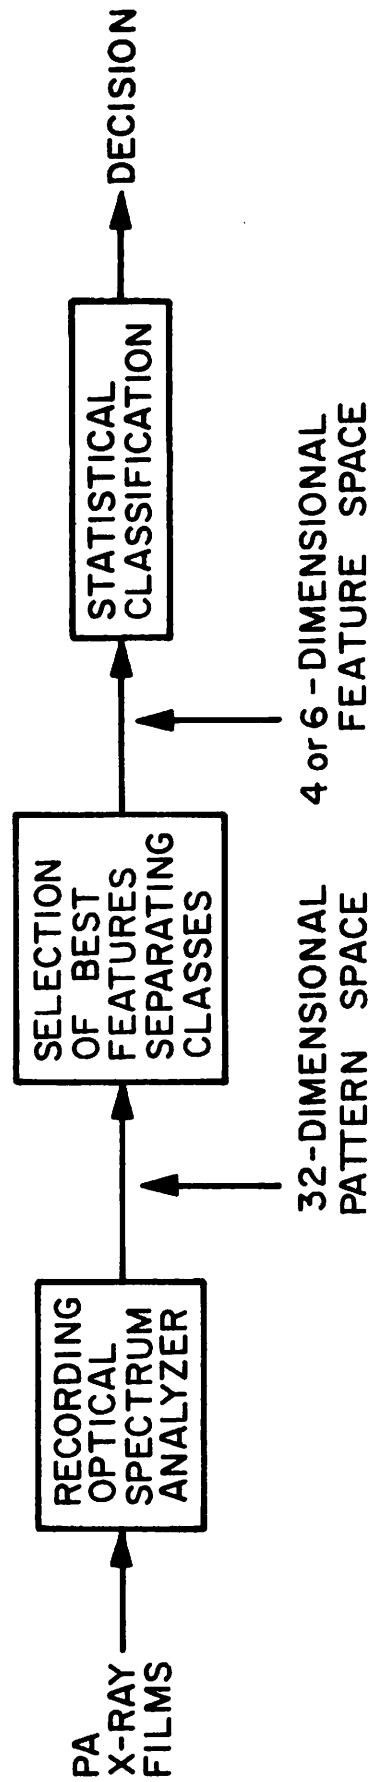 PA
X-RAY
FILMS
RECORDING
OPTICAL
SPECTRUM
ANALYZER
32-DIMENSIONAL
PATTERN SPACE
SELECTION
OF BEST
FEATURES
SEPARATING
CLASSES
4 or 6-DIMENSIONAL
FEATURE SPACE
STATISTICAL
CLASSIFICATION
DECISION